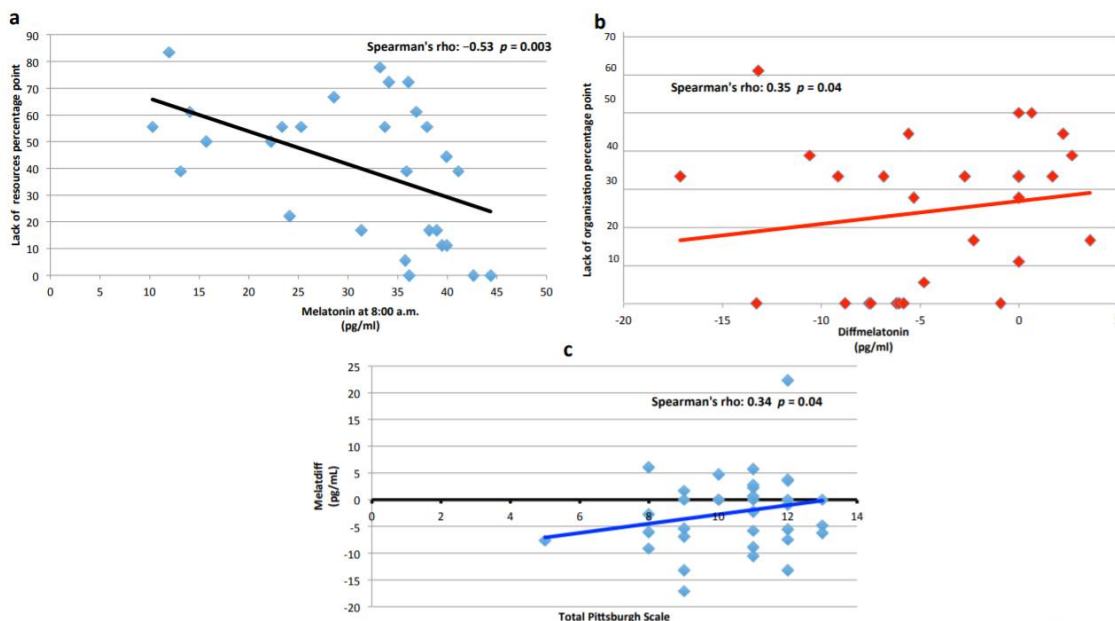 a
Spearman's rho: −0.53 p = 0.003
Lack of resources percentage point
90
80
70
60
50
40
30
20
10
0
0 5 10 15 20 25 30 35 40 45 50
Melatonin at 8:00 a.m.
(pg/ml)
b
Spearman's rho: 0.35 p = 0.04
Lack of organization percentage point
70
60
50
40
30
20
10
-20 -15 -10 -5 0
Diffmelatonin
(pg/ml)
c
Spearman's rho: 0.34 p = 0.04
Melatdiff
(pg/mL)
25
20
15
10
5
0
-5
-10
-15
-20
0 2 4 6 8 10 12 14
Total Pittsburgh Scale